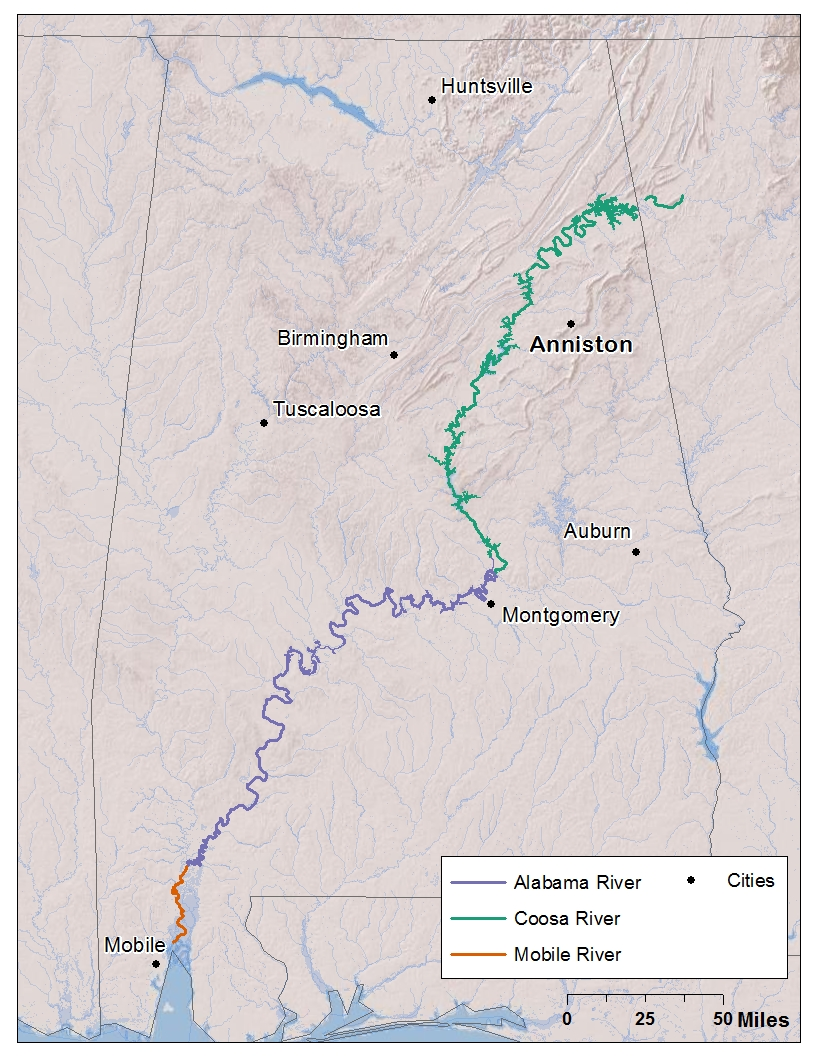 Huntsville
Birmingham
Anniston
Tuscaloosa
Auburn
Montgomery
Mobile
Alabama River
Cities
Coosa River
Mobile River
0 25 50 Miles